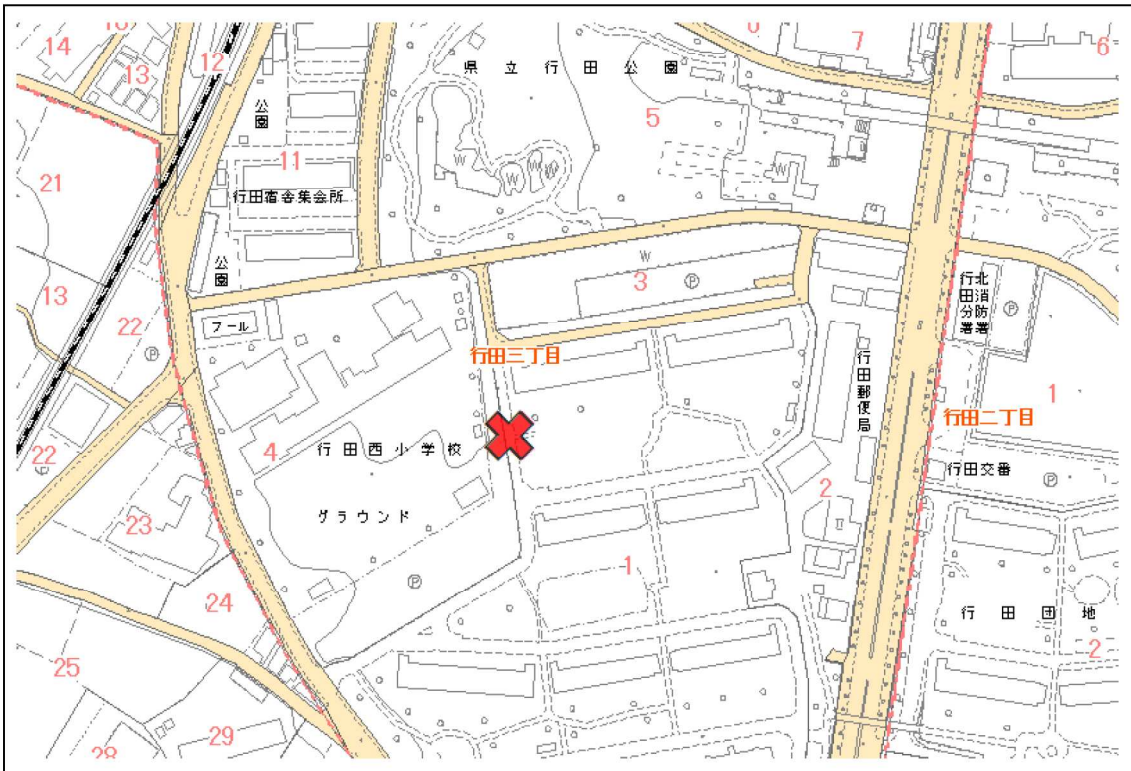 14
13
12
県立行田公園
7
6
5
公園
11
21
行田宿舎集会所
公園
3
W
P
13
22
プール
行田三丁目
北消防署
行田分署
P
行田郵便局
1
行田二丁目
4
行田西小学校
22
行田交番
P
2
23
グラウンド
P
1
24
行田団地
2
25
29
28